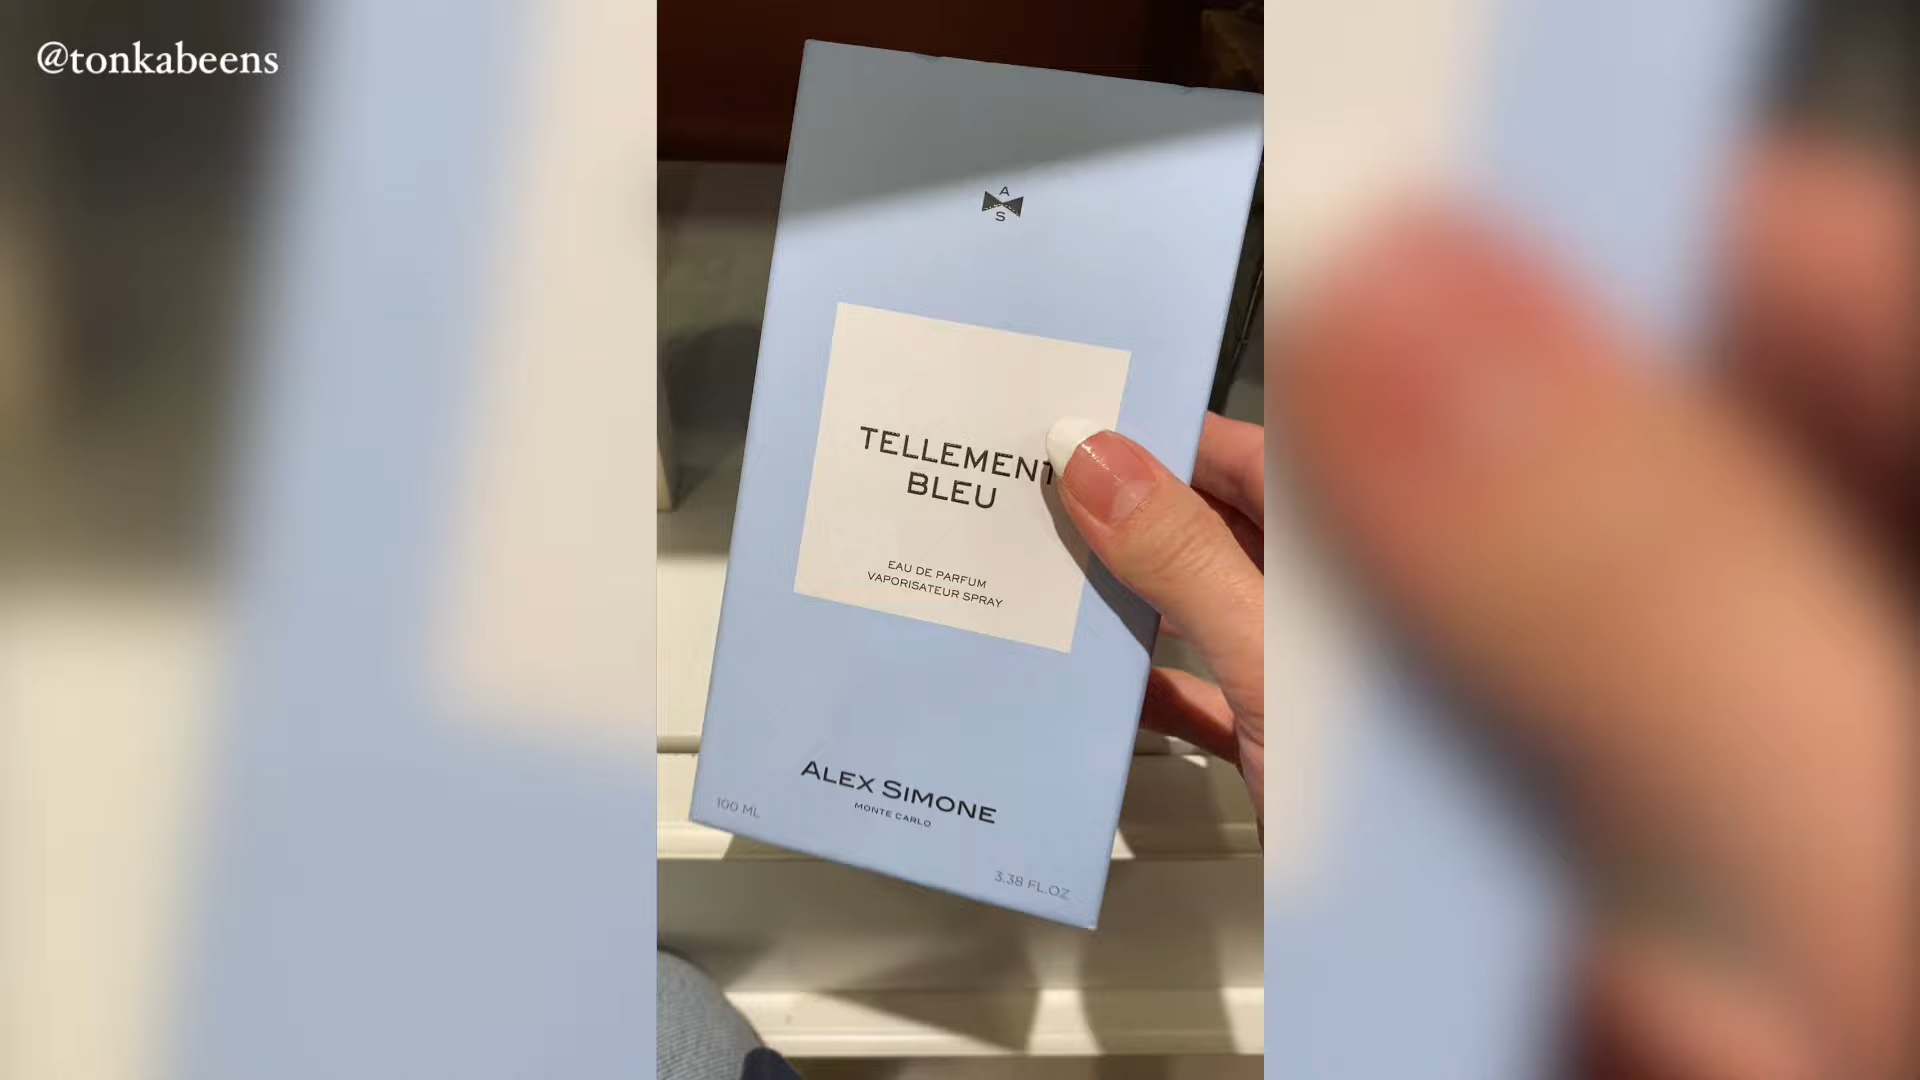 @tonkabeens
A
S
TELLEMENT
BLEU
EAU DE PARFUM
VAPORISATEUR SPRAY
ALEX SIMONE
MONTE CARLO
100 ML
3.38 FL.OZ